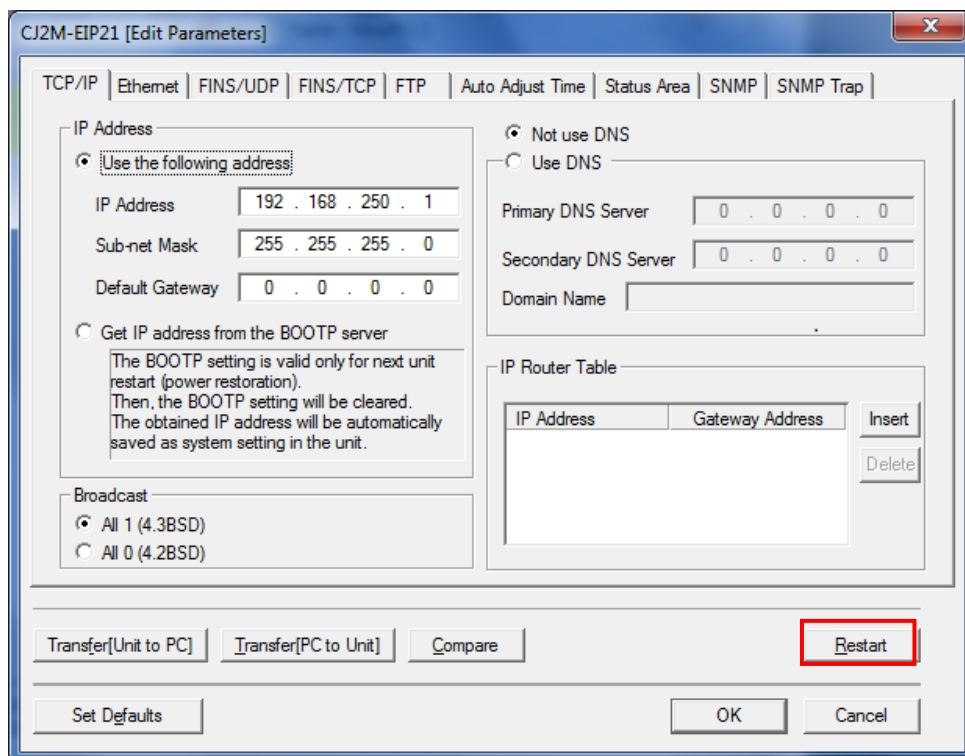 CJ2M-EIP21 [Edit Parameters]
TCP/IP Ethernet FINS/UDP FINS/TCP FTP Auto Adjust Time Status Area SNMP SNMP Trap
IP Address
Use the following address
IP Address 192 . 168 . 250 . 1
Sub-net Mask 255 . 255 . 255 . 0
Default Gateway 0 . 0 . 0 . 0
Get IP address from the BOOTP server
The BOOTP setting is valid only for next unit
restart (power restoration).
Then, the BOOTP setting will be cleared.
The obtained IP address will be automatically
saved as system setting in the unit.
Broadcast
All 1 (4.3BSD)
All 0 (4.2BSD)
Not use DNS
Use DNS
Primary DNS Server 0 . 0 . 0 . 0
Secondary DNS Server 0 . 0 . 0 . 0
Domain Name
IP Router Table
IP Address Gateway Address
Insert
Delete
Transfer[Unit to PC] Transfer[PC to Unit] Compare Restart
Set Defaults OK Cancel